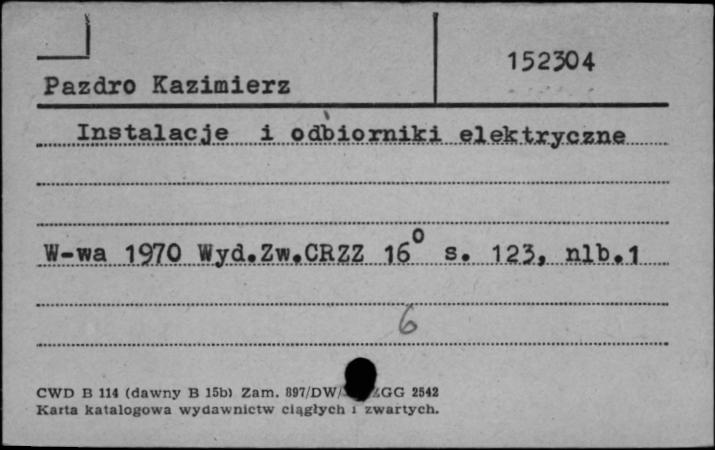 152304
Pazdro Kazimierz
Instalacje i odbiorniki elektryczne
W-wa 1970 Wyd.Zw.CRZZ 16⁰ s. 123, nlb.1
6
CWD B 114 (dawny B 15b) Zam. 897/DW/ ZGG 2542
Karta katalogowa wydawnictw ciągłych i zwartych.